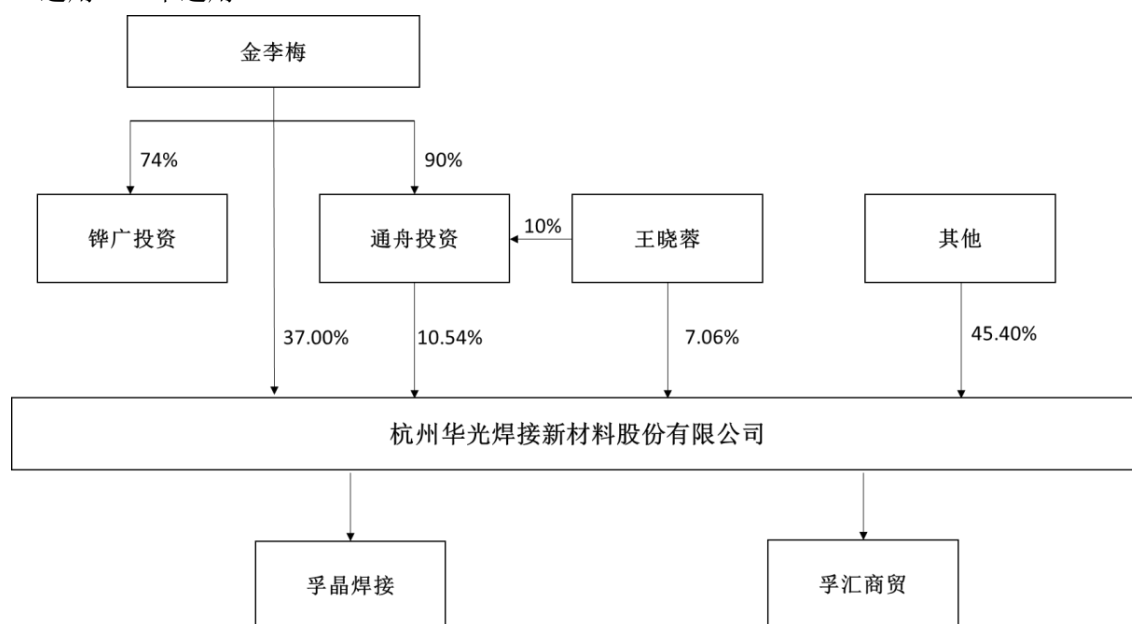 金李梅
74%
90%
铧广投资
通舟投资
10%
王晓蓉
其他
37.00%
10.54%
7.06%
45.40%
杭州华光焊接新材料股份有限公司
孚晶焊接
孚汇商贸